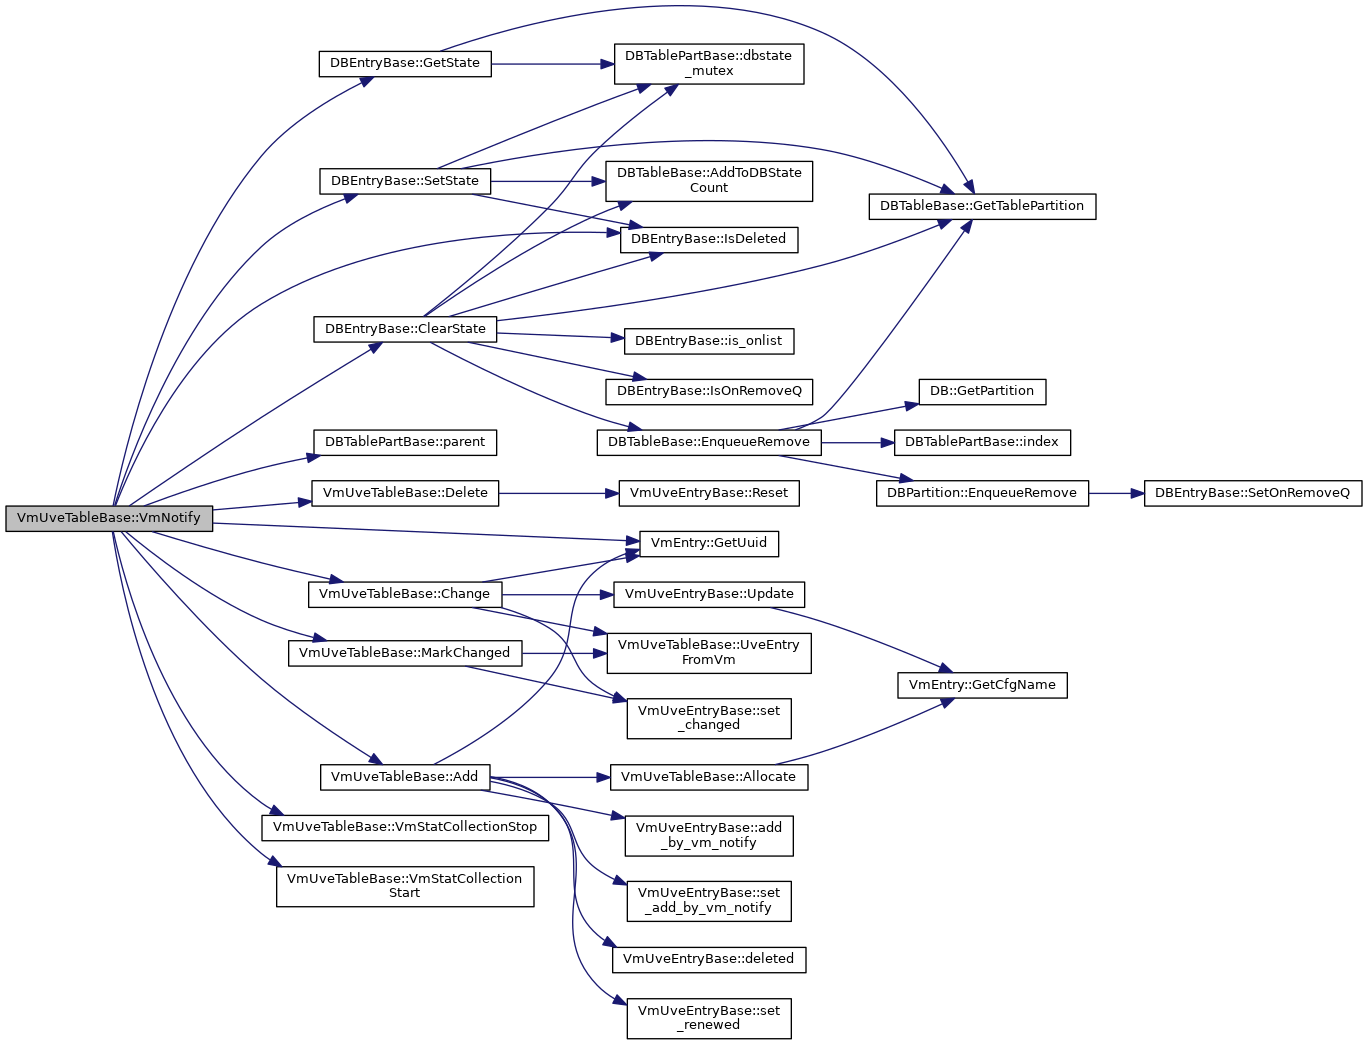 DBEntryBase::GetState
DBTablePartBase::dbstate
_mutex
DBEntryBase::SetState
DBTableBase::AddToDBState
Count
DBTableBase::GetTablePartition
DBEntryBase::IsDeleted
DBEntryBase::ClearState
DBEntryBase::is_onlist
DBEntryBase::IsOnRemoveQ
DB::GetPartition
DBTablePartBase::parent
DBTableBase::EnqueueRemove
DBTablePartBase::index
VmUveTableBase::Delete
VmUveEntryBase::Reset
DBPartition::EnqueueRemove
DBEntryBase::SetOnRemoveQ
VmUveTableBase::VmNotify
VmEntry::GetUuid
VmUveTableBase::Change
VmUveEntryBase::Update
VmUveTableBase::MarkChanged
VmUveTableBase::UveEntry
FromVm
VmEntry::GetCfgName
VmUveEntryBase::set
_changed
VmUveTableBase::Add
VmUveTableBase::Allocate
VmUveTableBase::VmStatCollectionStop
VmUveEntryBase::add
_by_vm_notify
VmUveTableBase::VmStatCollection
Start
VmUveEntryBase::set
_add_by_vm_notify
VmUveEntryBase::deleted
VmUveEntryBase::set
_renewed